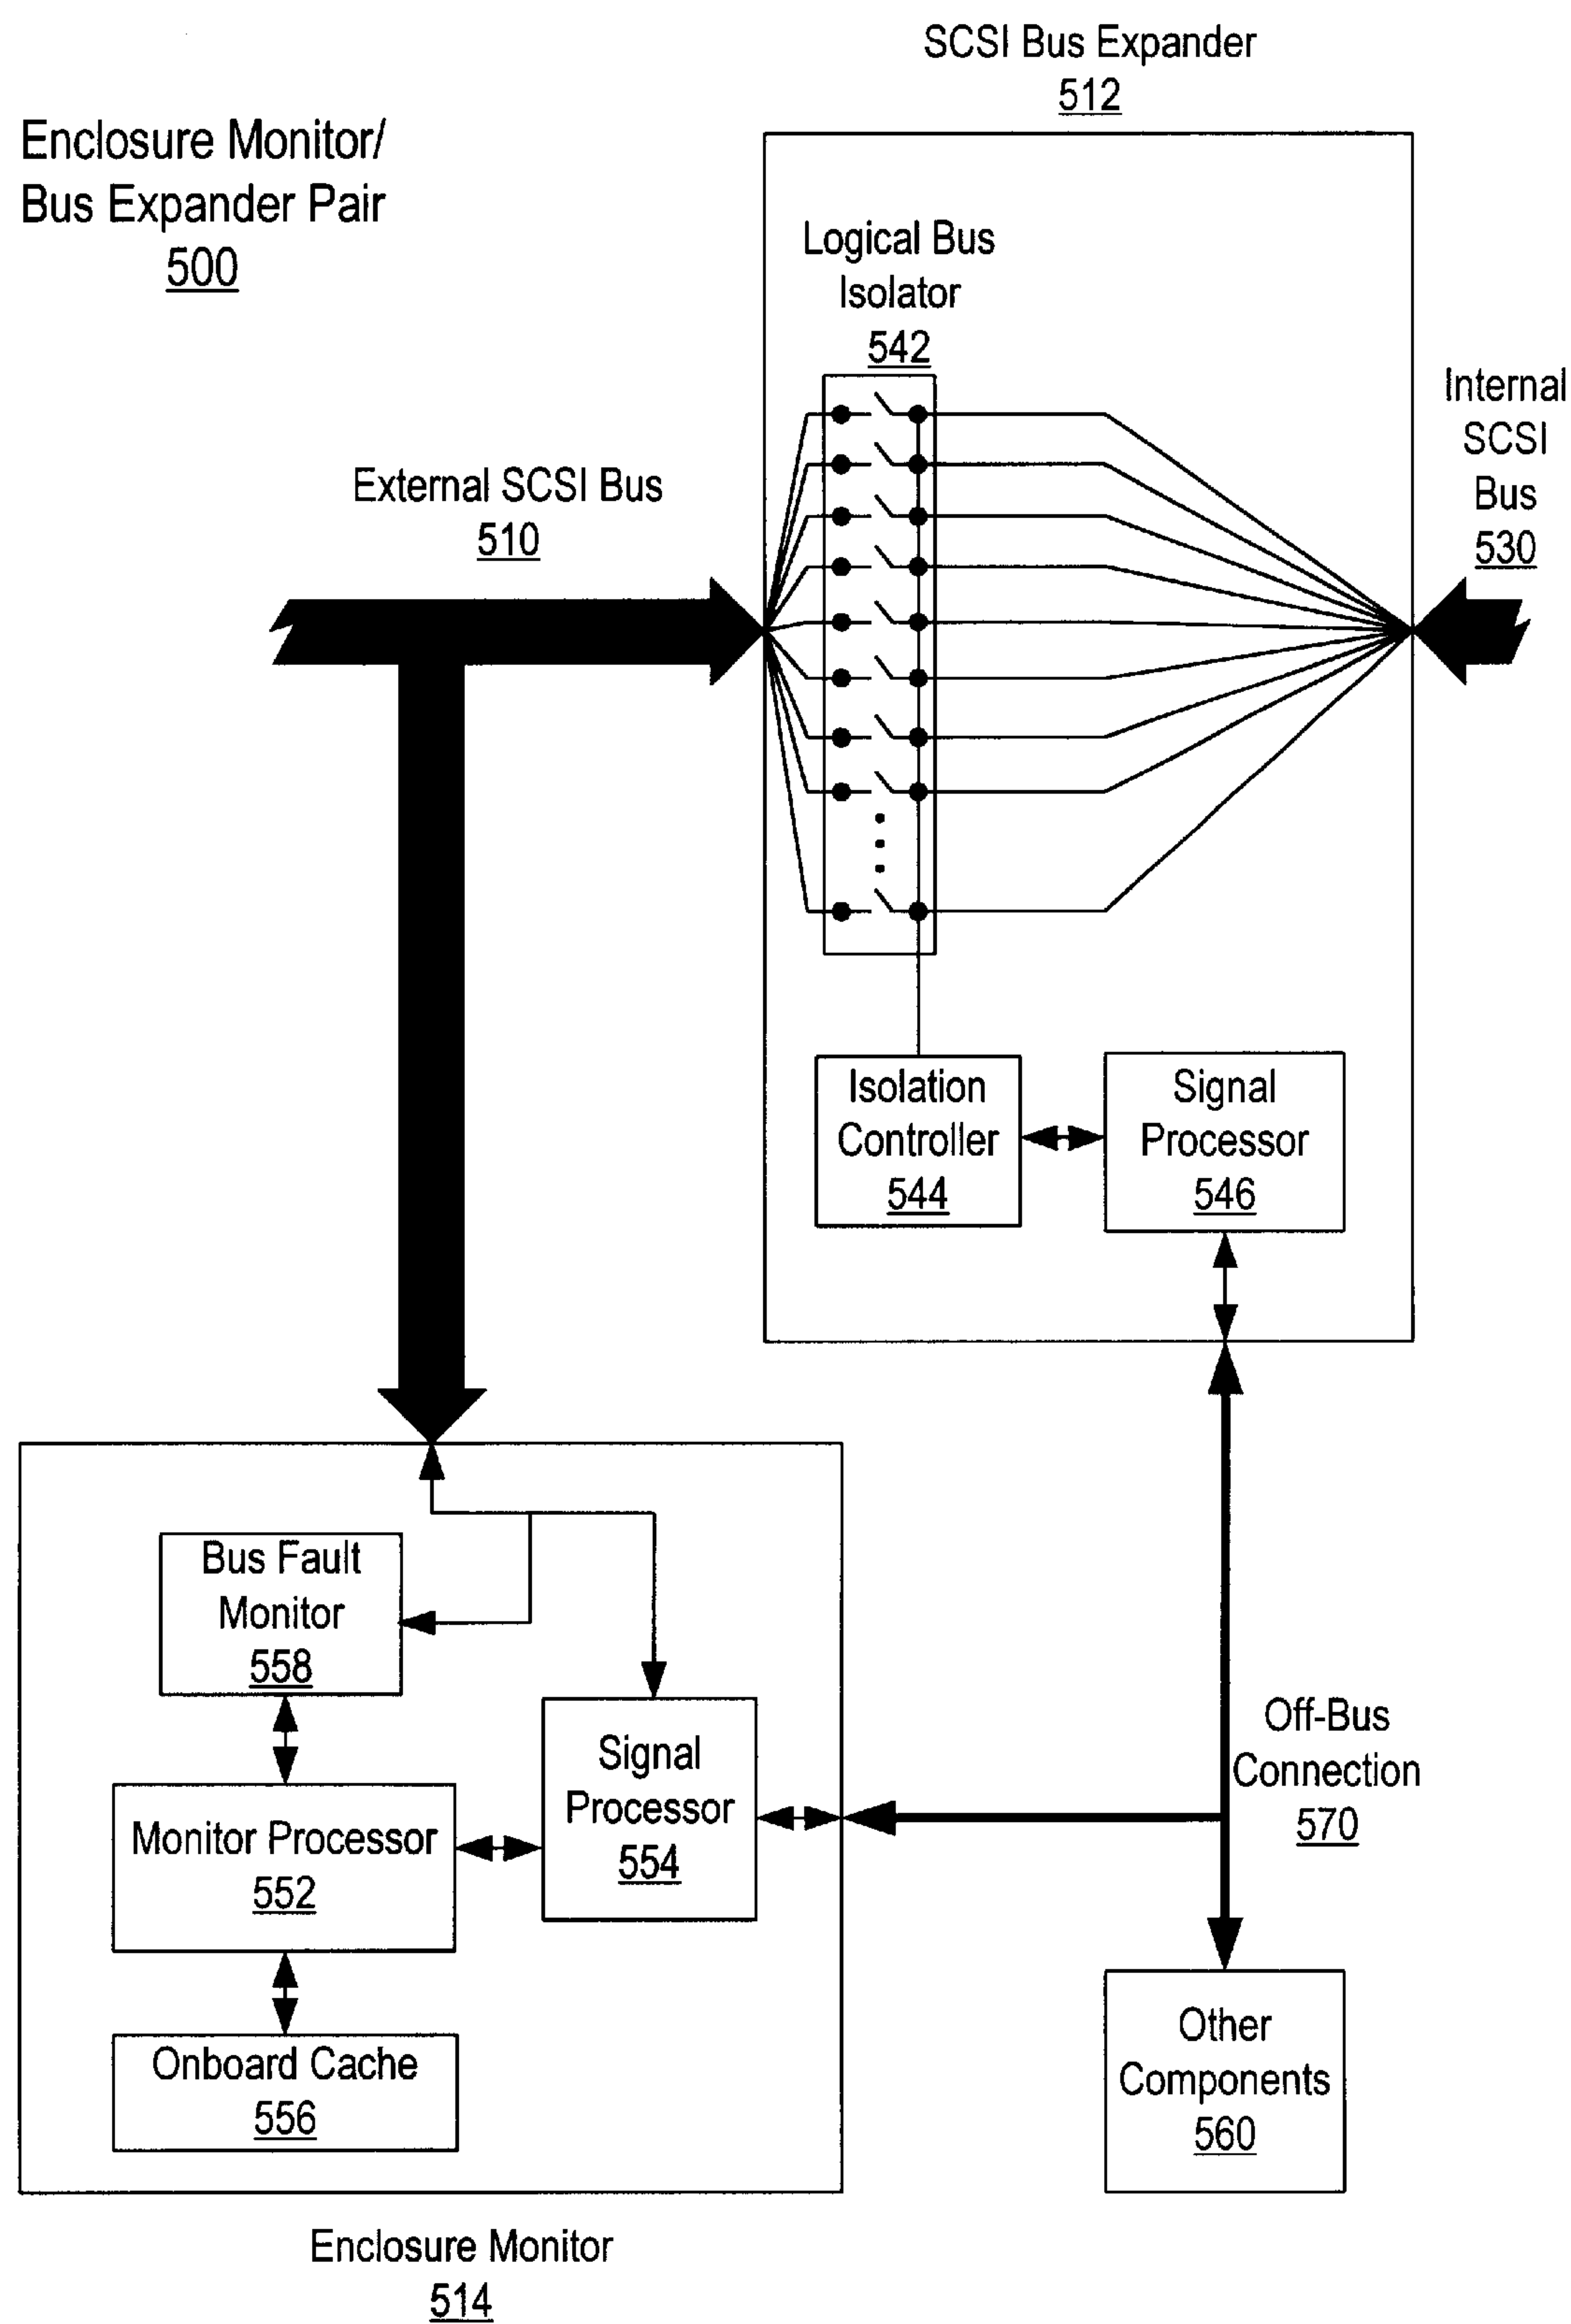 SCSI Bus Expander
512
Enclosure Monitor/
Bus Expander Pair
500
Logical Bus
Isolator
542
Internal
SCSI
Bus
530
External SCSI Bus
510
Isolation
Controller
544
Signal
Processor
546
Bus Fault
Monitor
558
Signal
Processor
554
Monitor Processor
552
Onboard Cache
556
Off-Bus
Connection
570
Other
Components
560
Enclosure Monitor
514